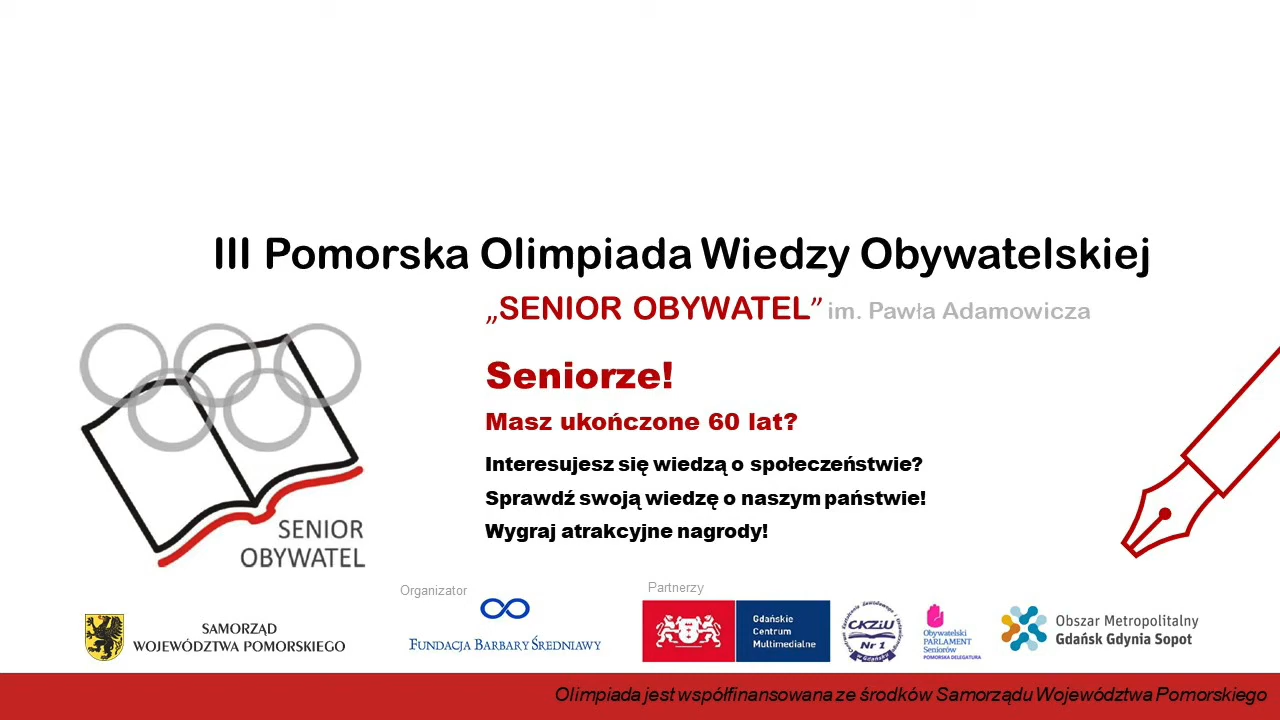 III Pomorska Olimpiada Wiedzy Obywatelskiej
„SENIOR OBYWATEL” im. Pawła Adamowicza
Seniorze!
Masz ukończone 60 lat?
Interesujesz się wiedzą o społeczeństwie?
Sprawdź swoją wiedzę o naszym państwie!
Wygraj atrakcyjne nagrody!
SENIOR
OBYWATEL
Organizator
Partnerzy
SAMORZĄD
WOJEWÓDZTWA POMORSKIEGO
FUNDACJA BARBARY ŚREDNIAWY
Gdańskie
Centrum
Multimedialne
CKZiU
Nr 1
w Gdańsku
Obywatelski
PARLAMENT
Seniorów
POMORSKA DELEGATURA
Obszar Metropolitalny
Gdańsk Gdynia Sopot
Olimpiada jest współfinansowana ze środków Samorządu Województwa Pomorskiego